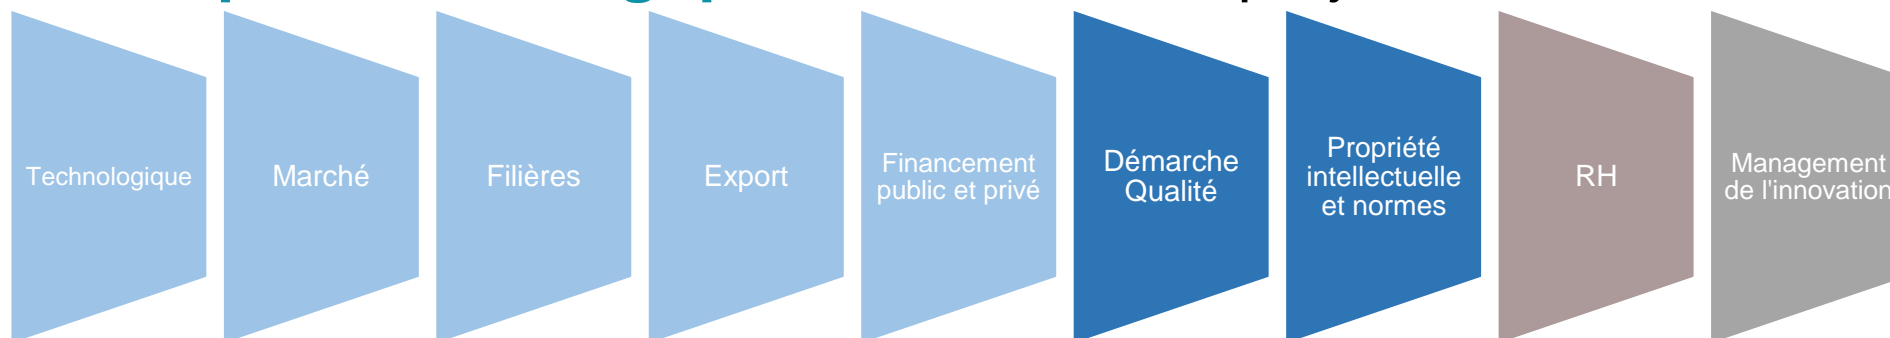 Technologique
Marché
Filières
Export
Financement
public et privé
Démarche
Qualité
Propriété
intellectuelle
et normes
RH
Management
de l'innovation